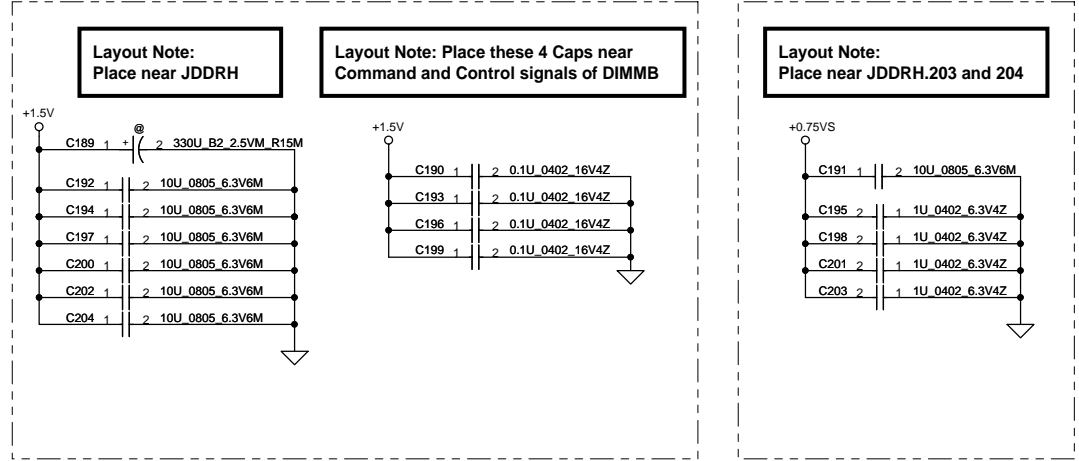 Layout Note:
Place near JDDRH
Layout Note: Place these 4 Caps near
Command and Control signals of DIMMB
Layout Note:
Place near JDDRH.203 and 204
+1.5V
@
C189 1 + 2 330U_B2_2.5VM_R15M
C192 1 2 10U_0805_6.3V6M
C194 1 2 10U_0805_6.3V6M
C197 1 2 10U_0805_6.3V6M
C200 1 2 10U_0805_6.3V6M
C202 1 2 10U_0805_6.3V6M
C204 1 2 10U_0805_6.3V6M
+1.5V
C190 1 2 0.1U_0402_16V4Z
C193 1 2 0.1U_0402_16V4Z
C196 1 2 0.1U_0402_16V4Z
C199 1 2 0.1U_0402_16V4Z
+0.75VS
C191 1 2 10U_0805_6.3V6M
C195 2 1 1U_0402_6.3V4Z
C198 2 1 1U_0402_6.3V4Z
C201 2 1 1U_0402_6.3V4Z
C203 2 1 1U_0402_6.3V4Z